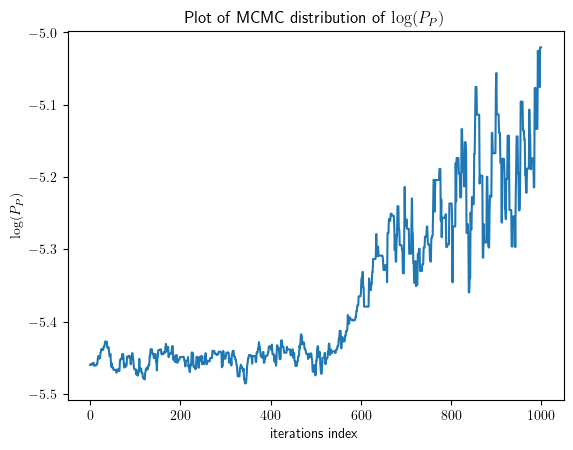 Plot of MCMC distribution of log(P_P)
−5.0
−5.1
−5.2
−5.3
−5.4
−5.5
log(P_P)
0 200 400 600 800 1000
iterations index